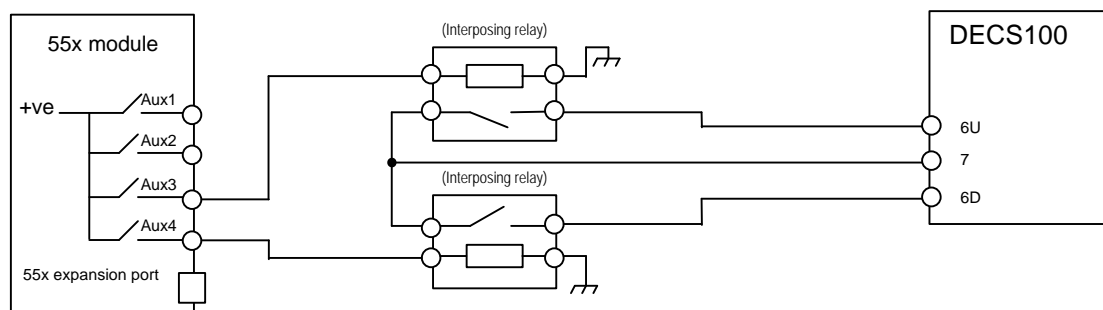 55x module
+ve
Aux1
Aux2
Aux3
Aux4
55x expansion port
(Interposing relay)
(Interposing relay)
DECS100
6U
7
6D